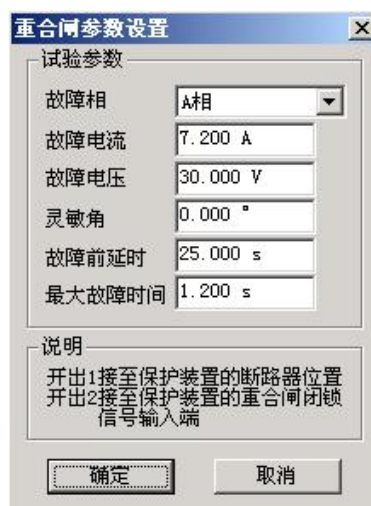 重合闸参数设置
试验参数
故障相 A相
故障电流 7.200 A
故障电压 30.000 V
灵敏角 0.000 °
故障前延时 25.000 s
最大故障时间 1.200 s
说明
开出1接至保护装置的断路器位置
开出2接至保护装置的重合闸闭锁
信号输入端
确定 取消